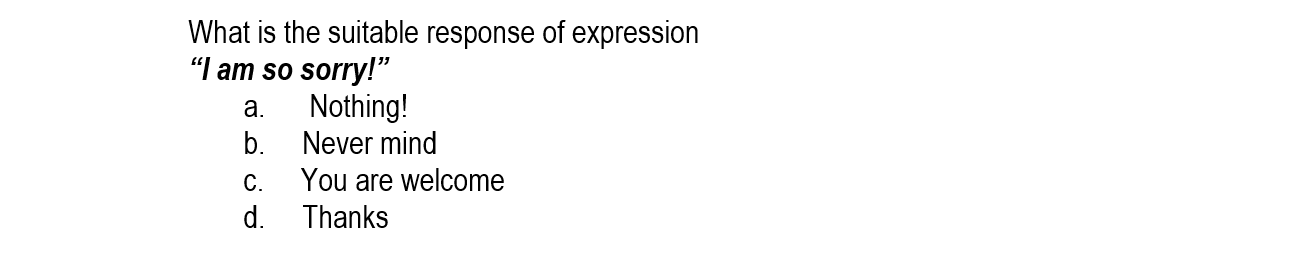 What is the suitable response of expression
“I am so sorry!”
a. Nothing!
b. Never mind
c. You are welcome
d. Thanks